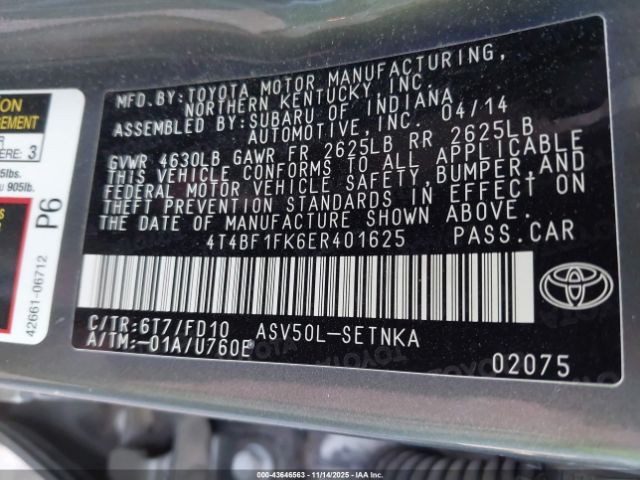 MFD.BY:TOYOTA MOTOR MANUFACTURING,
NORTHERN KENTUCKY, INC.
ASSEMBLED BY:SUBARU OF INDIANA
AUTOMOTIVE,INC. 04/14
GVWR 4630LB GAWR FR 2625LB RR 2625LB
THIS VEHICLE CONFORMS TO ALL APPLICABLE
FEDERAL MOTOR VEHICLE SAFETY,BUMPER,AND
THEFT PREVENTION STANDARDS IN EFFECT ON
THE DATE OF MANUFACTURE SHOWN ABOVE.
4T4BF1FK6ER401625 PASS.CAR
C/TR:6T7/FD10 ASV50L-SETNKA
A/TM:-01A/U760E
02075
3
5lbs.
905lb.
P6
42661-06712
000-43646563 | 11/14/2025 - IAA Inc.